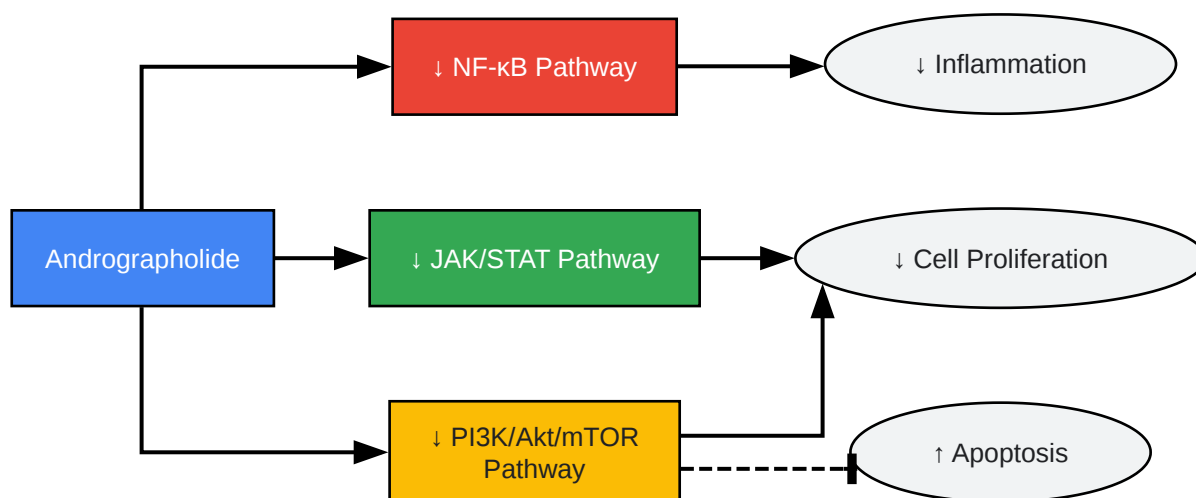 ↓ NF-κB Pathway
↓ Inflammation
Andrographolide
↓ JAK/STAT Pathway
↓ Cell Proliferation
↓ PI3K/Akt/mTOR
Pathway
↑ Apoptosis